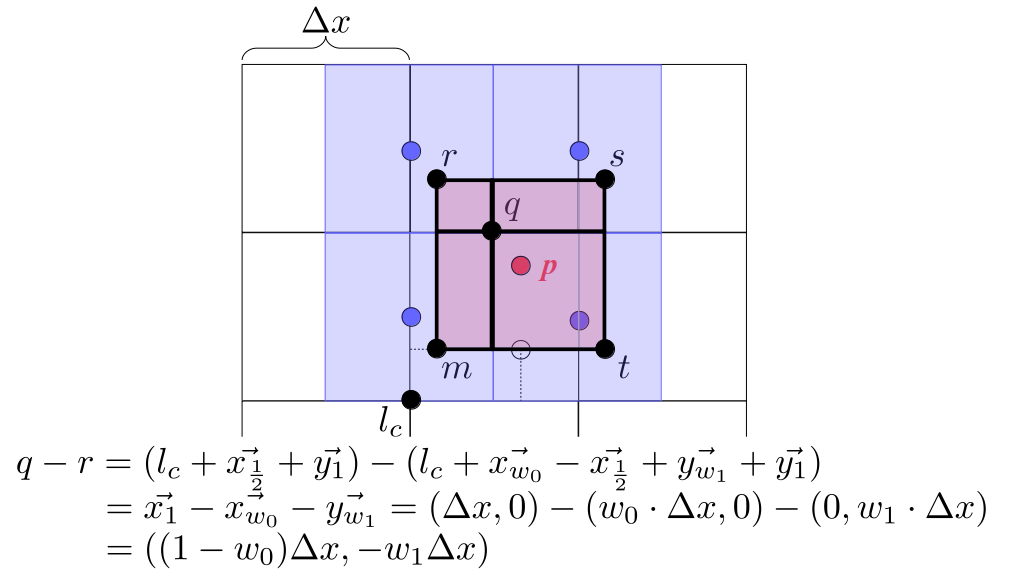 Δx
r
s
q
p
m
t
l_c
q − r = (l_c + x⃗_{1/2} + y⃗_1) − (l_c + x⃗_{w_0} − x⃗_{1/2} + y⃗_{w_1} + y⃗_1)
= x⃗_1 − x⃗_{w_0} − y⃗_{w_1} = (Δx, 0) − (w_0 · Δx, 0) − (0, w_1 · Δx)
= ((1 − w_0)Δx, −w_1Δx)